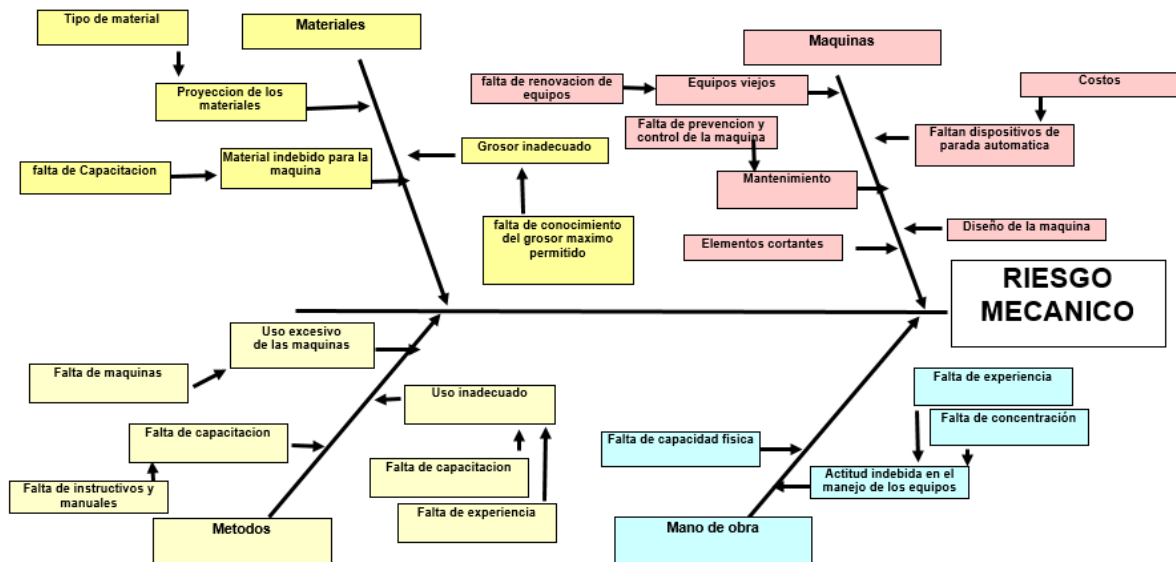 Tipo de material
Materiales
Proyeccion de los
materiales
falta de Capacitacion
Material indebido para la
maquina
Grosor inadecuado
falta de conocimiento
del grosor maximo
permitido
Maquinas
falta de renovacion de
equipos
Equipos viejos
Costos
Falta de prevencion y
control de la maquina
Faltan dispositivos de
parada automatica
Mantenimiento
Elementos cortantes
Diseño de la maquina
RIESGO
MECANICO
Uso excesivo
de las maquinas
Falta de maquinas
Uso inadecuado
Falta de capacitacion
Falta de instructivos y
manuales
Falta de capacitacion
Falta de experiencia
Metodos
Falta de experiencia
Falta de concentración
Falta de capacidad física
Actitud indebida en el
manejo de los equipos
Mano de obra